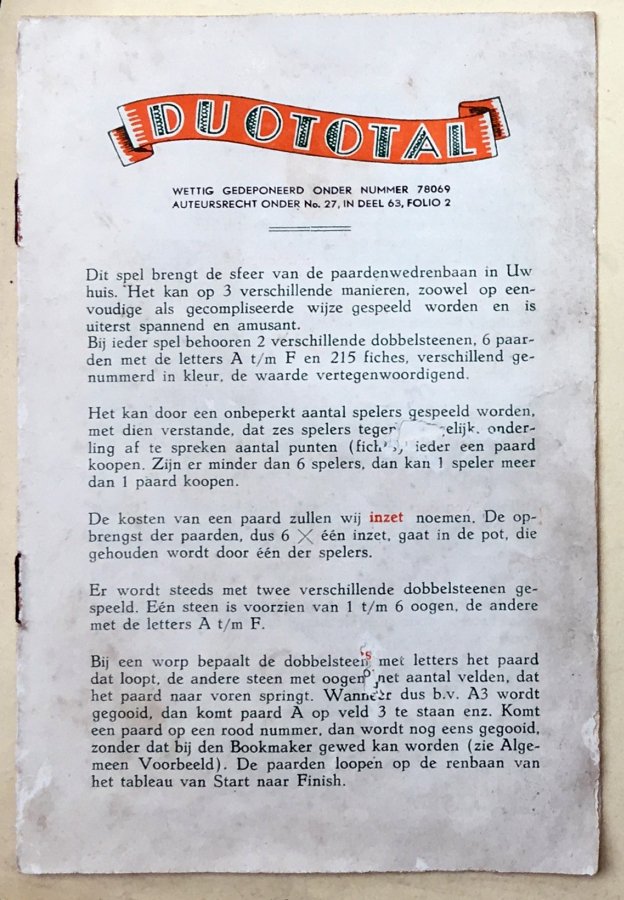 DUOTOTAL
WETTIG GEDEPONEERD ONDER NUMMER 78069
AUTEURSRECHT ONDER No. 27, IN DEEL 63, FOLIO 2
Dit spel brengt de sfeer van de paardenwedrenbaan in Uw
huis. Het kan op 3 verschillende manieren, zoowel op een-
voudige als gecompliseerde wijze gespeeld worden en is
uiterst spannend en amusant.
Bij ieder spel behooren 2 verschillende dobbelsteenen, 6 paar-
den met de letters A t/m F en 215 fiches, verschillend ge-
nummerd in kleur, de waarde vertegenwoordigend.
Het kan door een onbeperkt aantal spelers gespeeld worden,
met dien verstande, dat zes spelers onder-
ling af te spreken aantal punten ieder een paard
koopen. Zijn er minder dan 6 spelers, dan kan 1 speler meer
dan 1 paard koopen.
De kosten van een paard zullen wij inzet noemen. De op-
brengst der paarden, dus 6 × één inzet, gaat in de pot, die
gehouden wordt door één der spelers.
Er wordt steeds met twee verschillende dobbelsteenen ge-
speeld. Eén steen is voorzien van 1 t/m 6 oogen, de andere
met de letters A t/m F.
Bij een worp bepaalt de dobbelsteen met letters het paard
dat loopt, de andere steen met oogen het aantal velden, dat
het paard naar voren springt. Wanneer dus b.v. A3 wordt
gegooid, dan komt paard A op veld 3 te staan enz. Komt
een paard op een rood nummer, dan wordt nog eens gegooid,
zonder dat bij den Bookmaker gewed kan worden (zie Alge-
meen Voorbeeld). De paarden loopen op de renbaan van
het tableau van Start naar Finish.